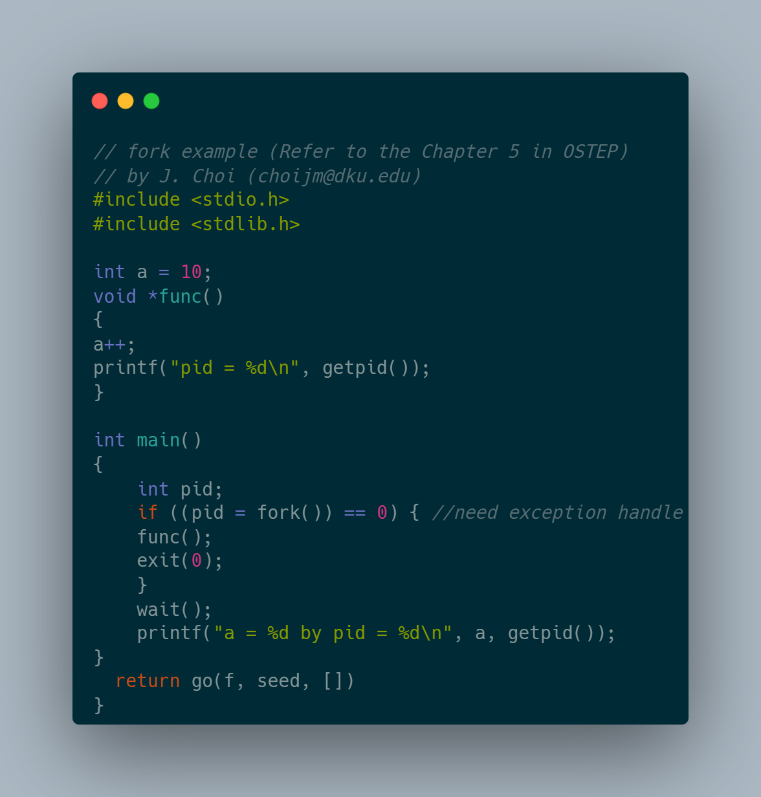 // fork example (Refer to the Chapter 5 in OSTEP)
// by J. Choi (choijm@dku.edu)
#include <stdio.h>
#include <stdlib.h>

int a = 10;
void *func()
{
a++;
printf("pid = %d\n", getpid());
}

int main()
{
    int pid;
    if ((pid = fork()) == 0) { //need exception handle
    func();
    exit(0);
    }
    wait();
    printf("a = %d by pid = %d\n", a, getpid());
}
  return go(f, seed, [])
}